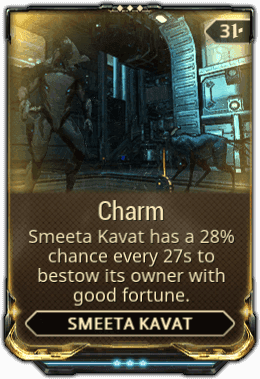 31
Charm
Smeeta Kavat has a 28%
chance every 27s to
bestow its owner with
good fortune.
SMEETA KAVAT